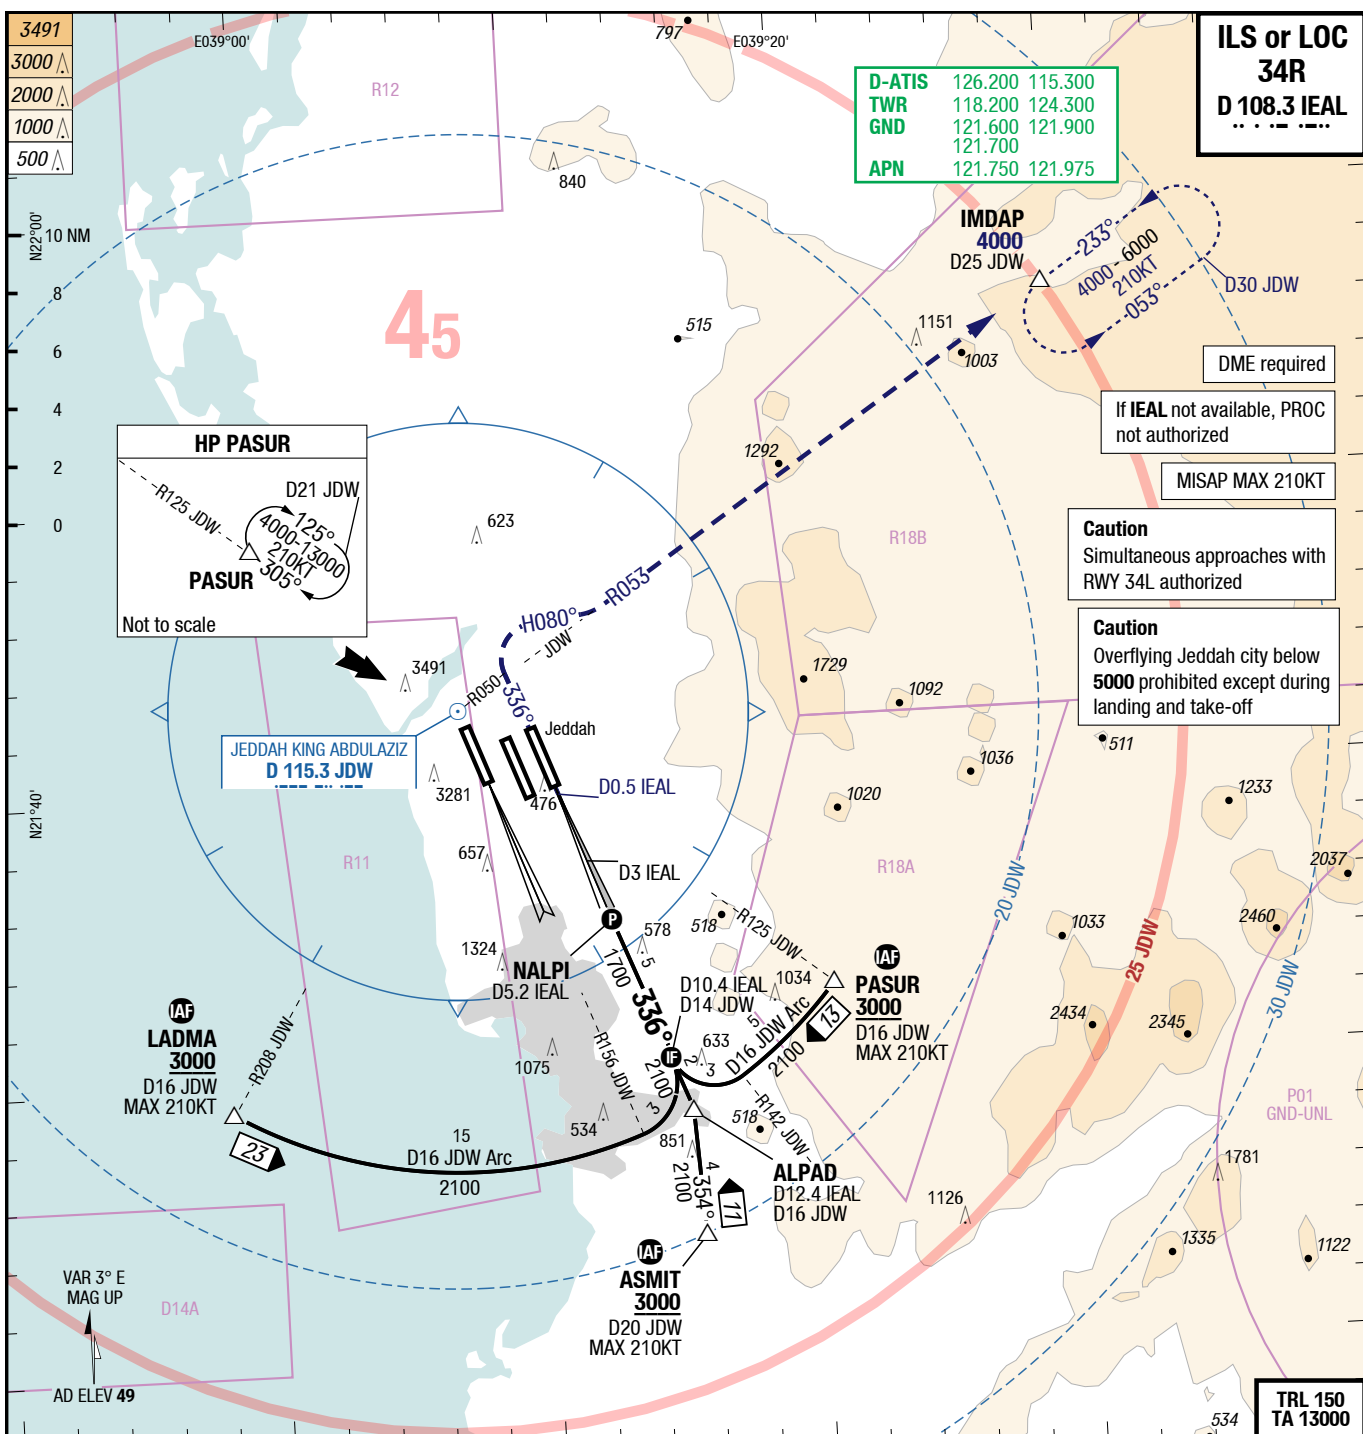 3491
3000
2000
1000
500
E039°00'
E039°20'
797
R12
840
ILS or LOC
34R
D 108.3 IEAL
D-ATIS 126.200 115.300
TWR 118.200 124.300
GND 121.600 121.900
121.700
APN 121.750 121.975
N22°00'
10 NM
8
6
4
2
0
45
515
IMDAP
4000
D25 JDW
233°
4000 - 6000
210KT
053°
D30 JDW
1151
1003
DME required
If IEAL not available, PROC
not authorized
MISAP MAX 210KT
Caution
Simultaneous approaches with
RWY 34L authorized
Caution
Overflying Jeddah city below
5000 prohibited except during
landing and take-off
HP PASUR
R125 JDW
D21 JDW
125°
4000-13000
210KT
305°
PASUR
Not to scale
623
1292
R18B
R053
H080°
JDW
R050
336°
3491
1729
1092
Jeddah
JEDDAH KING ABDULAZIZ
D 115.3 JDW
3281
476
D0.5 IEAL
1036
511
1020
1233
N21°40'
R11
657
D3 IEAL
R18A
2037
20 JDW
518
R125 JDW
1033
2460
25 JDW
1324
578
NALPI
D5.2 IEAL
P
1700
5
336°
D10.4 IEAL
D14 JDW
1034
IAF
PASUR
3000
D16 JDW
MAX 210KT
13
5
D16 JDW Arc
2100
2434
2345
30 JDW
IAF
LADMA
3000
D16 JDW
MAX 210KT
R208 JDW
1075
R156 JDW
IF
633
2
3
2100
3
R142 JDW
518
P01
GND-UNL
534
23
15
D16 JDW Arc
2100
851
4
354°
2100
11
ALPAD
D12.4 IEAL
D16 JDW
1781
1126
IAF
ASMIT
3000
D20 JDW
MAX 210KT
1335
1122
VAR 3° E
MAG UP
D14A
AD ELEV 49
534
TRL 150
TA 13000